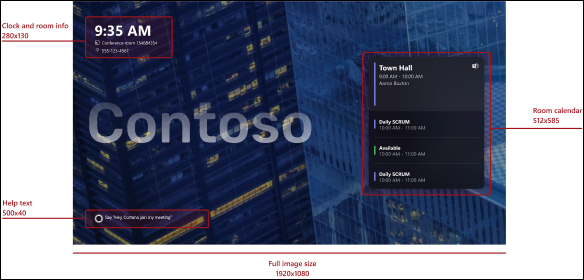 Clock and room info
280x130
9:35 AM
Conference room 154684354
555-123-4567
Town Hall
9:00 AM - 10:00 AM
Aaron Buxton
Contoso
Daily SCRUM
10:00 AM - 11:00 AM
Room calendar
512x585
Available
10:00 AM - 11:00 AM
Daily SCRUM
10:00 AM - 11:00 AM
Help text
500x40
Say "Hey, Cortana join my meeting"
Full image size
1920x1080